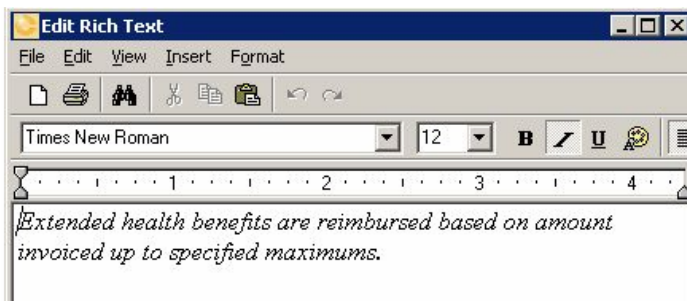 Edit Rich Text
File Edit View Insert Format
Times New Roman 12 B I U
1 2 3 4
Extended health benefits are reimbursed based on amount
invoiced up to specified maximums.